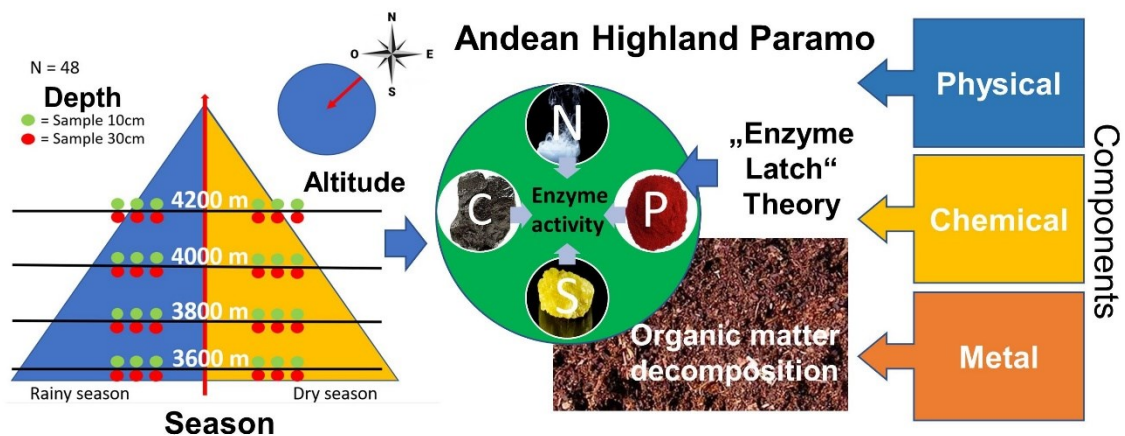 N = 48
Depth
= Sample 10cm
= Sample 30cm
4200 m
4000 m
3800 m
3600 m
Rainy season
Dry season
Season
N
O
E
S
Altitude
Andean Highland Paramo
N
C
Enzyme
activity
P
S
„Enzyme
Latch“
Theory
Organic matter
decomposition
Physical
Chemical
Metal
Components